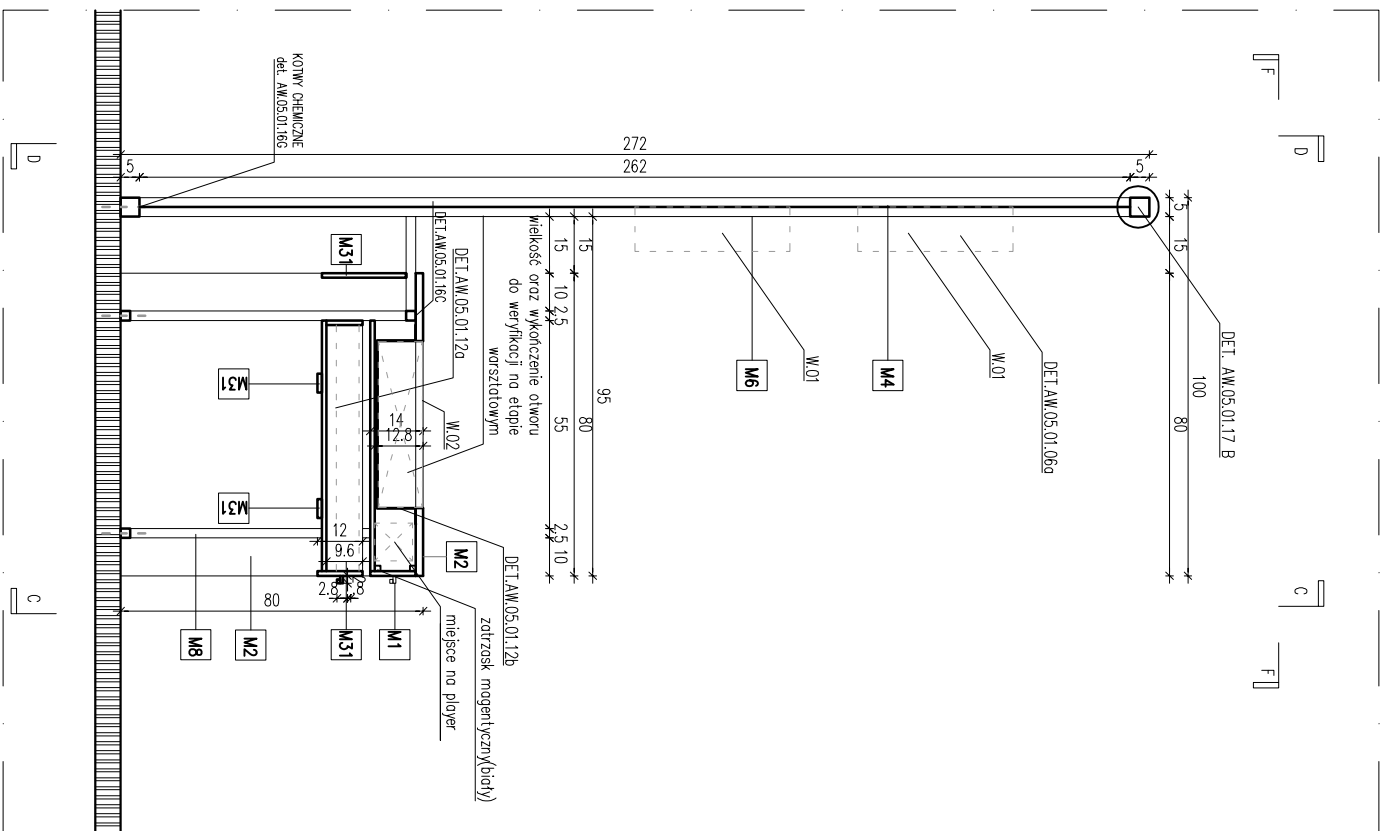 F
D
C
F
D
C
DET. AW.05.01.17 B
100
5
15
80
272
5
262
5
KOTWY CHEMICZNE
det. AW.05.01.16G
DET.AW.05.01.06a
W.01
W.01
M4
M6
95
15
80
15
10
2.5
55
2.5
10
wielkość oraz wykończenie otworu
do weryfikacji na etapie
warsztatowym
W.02
DET.AW.05.01.16C
DET.AW.05.01.12a
M31
M31
M31
14
12.8
12
9.6
2.8
80
DET.AW.05.01.12b
zatrzask magentyczny(biały)
miejsce na player
M2
M1
M31
M2
M8